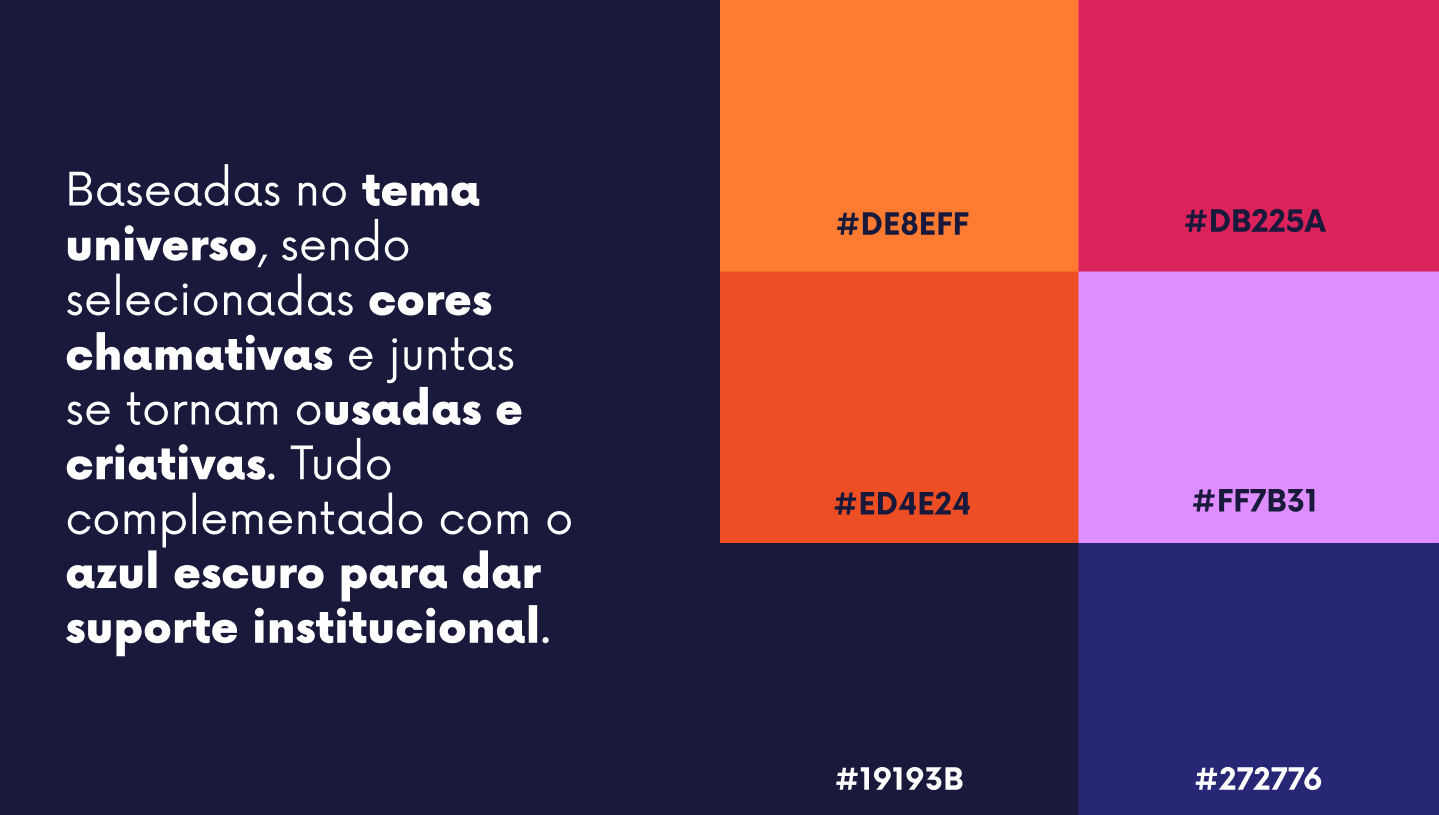 Baseadas no tema
universo, sendo
selecionadas cores
chamativas e juntas
se tornam ousadas e
criativas. Tudo
complementado com o
azul escuro para dar
suporte institucional.
#DE8EFF
#DB225A
#ED4E24
#FF7B31
#19193B
#272776